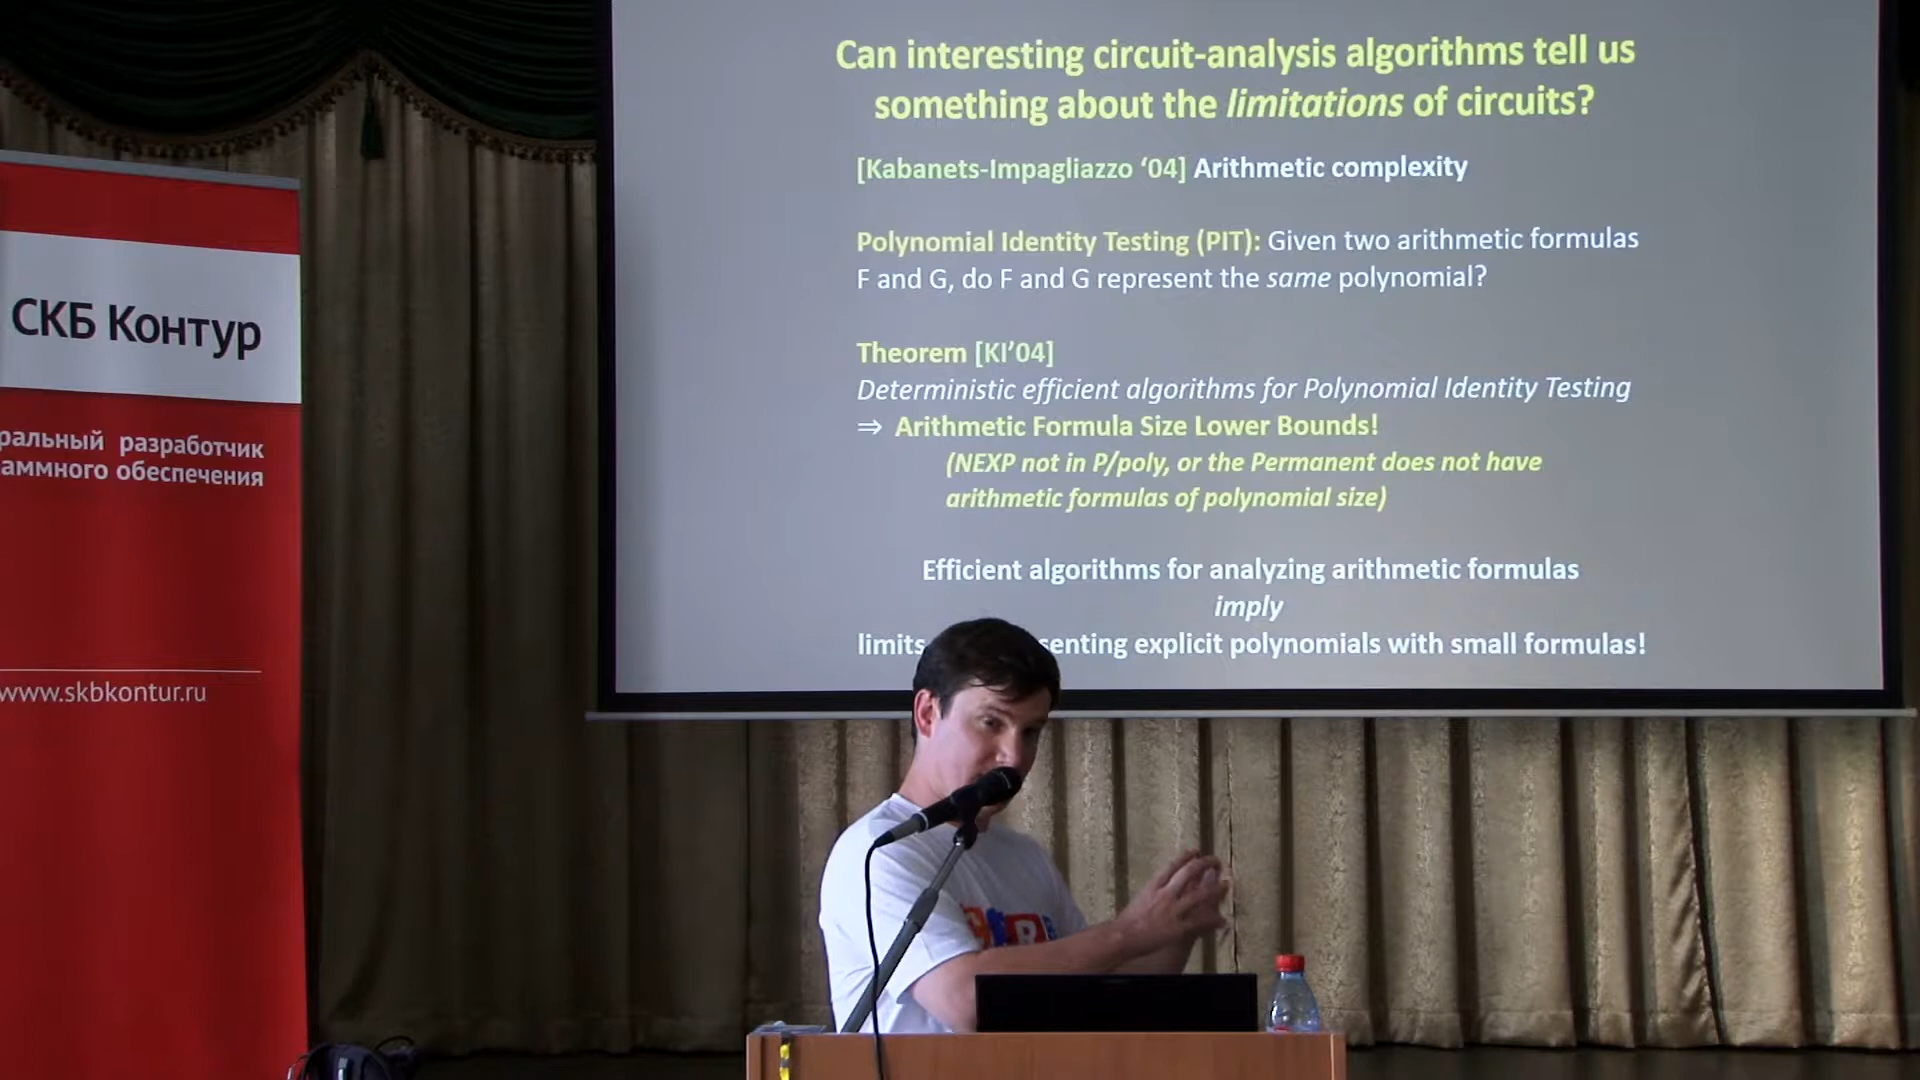 Can interesting circuit-analysis algorithms tell us
something about the limitations of circuits?
[Kabanets-Impagliazzo ‘04] Arithmetic complexity
Polynomial Identity Testing (PIT): Given two arithmetic formulas
F and G, do F and G represent the same polynomial?
Theorem [KI’04]
Deterministic efficient algorithms for Polynomial Identity Testing
⇒ Arithmetic Formula Size Lower Bounds!
(NEXP not in P/poly, or the Permanent does not have
arithmetic formulas of polynomial size)
Efficient algorithms for analyzing arithmetic formulas
imply
limits senting explicit polynomials with small formulas!
СКБ Контур
ральный разработчик
аммного обеспечения
www.skbkontur.ru